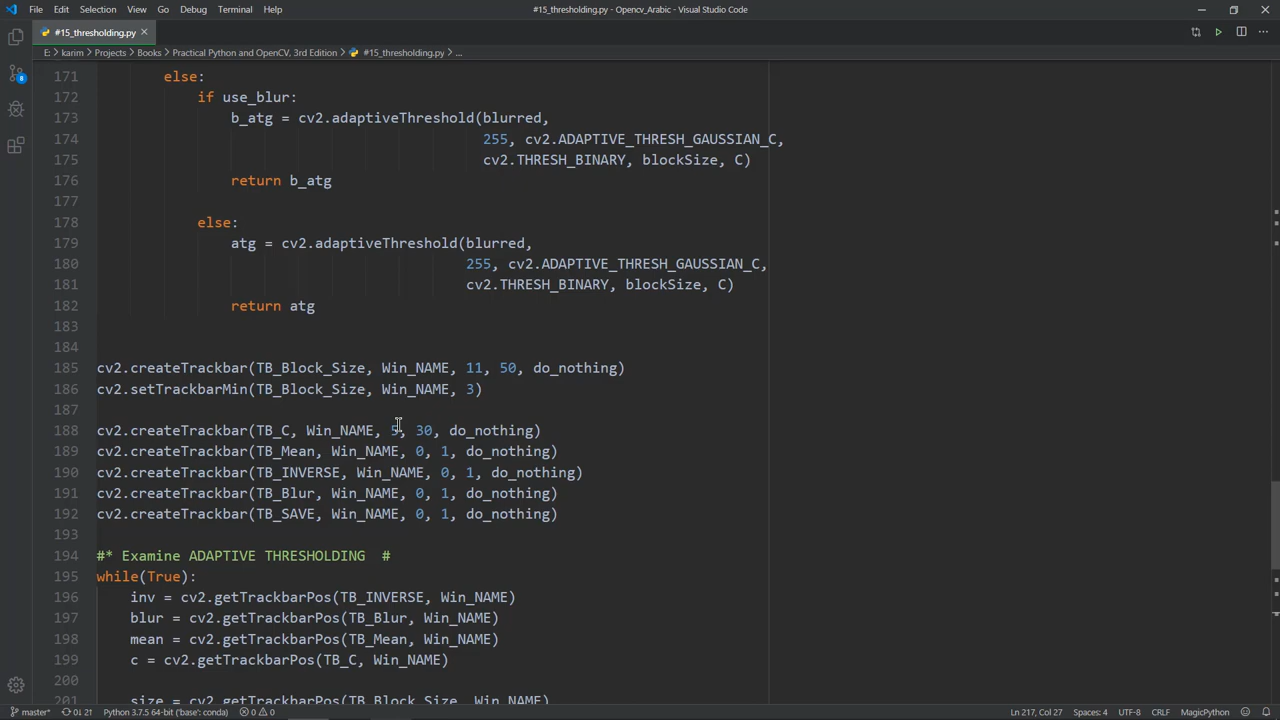 File Edit Selection View Go Debug Terminal Help #15_thresholding.py - Opencv_Arabic - Visual Studio Code
#15_thresholding.py
E: > karim > Projects > Books > Practical Python and OpenCV, 3rd Edition > #15_thresholding.py > ...
171 else:
172 if use_blur:
173 b_atg = cv2.adaptiveThreshold(blurred,
174 255, cv2.ADAPTIVE_THRESH_GAUSSIAN_C,
175 cv2.THRESH_BINARY, blockSize, C)
176 return b_atg
177
178 else:
179 atg = cv2.adaptiveThreshold(blurred,
180 255, cv2.ADAPTIVE_THRESH_GAUSSIAN_C,
181 cv2.THRESH_BINARY, blockSize, C)
182 return atg
183
184
185 cv2.createTrackbar(TB_Block_Size, Win_NAME, 11, 50, do_nothing)
186 cv2.setTrackbarMin(TB_Block_Size, Win_NAME, 3)
187
188 cv2.createTrackbar(TB_C, Win_NAME, 5, 30, do_nothing)
189 cv2.createTrackbar(TB_Mean, Win_NAME, 0, 1, do_nothing)
190 cv2.createTrackbar(TB_INVERSE, Win_NAME, 0, 1, do_nothing)
191 cv2.createTrackbar(TB_Blur, Win_NAME, 0, 1, do_nothing)
192 cv2.createTrackbar(TB_SAVE, Win_NAME, 0, 1, do_nothing)
193
194 #* Examine ADAPTIVE THRESHOLDING #
195 while(True):
196 inv = cv2.getTrackbarPos(TB_INVERSE, Win_NAME)
197 blur = cv2.getTrackbarPos(TB_Blur, Win_NAME)
198 mean = cv2.getTrackbarPos(TB_Mean, Win_NAME)
199 c = cv2.getTrackbarPos(TB_C, Win_NAME)
200
201 size = cv2.getTrackbarPos(TB_Block_Size, Win_NAME)
8
master* 0↓ 2↑ Python 3.7.5 64-bit ('base': conda) 0 0 Ln 217, Col 27 Spaces: 4 UTF-8 CRLF MagicPython